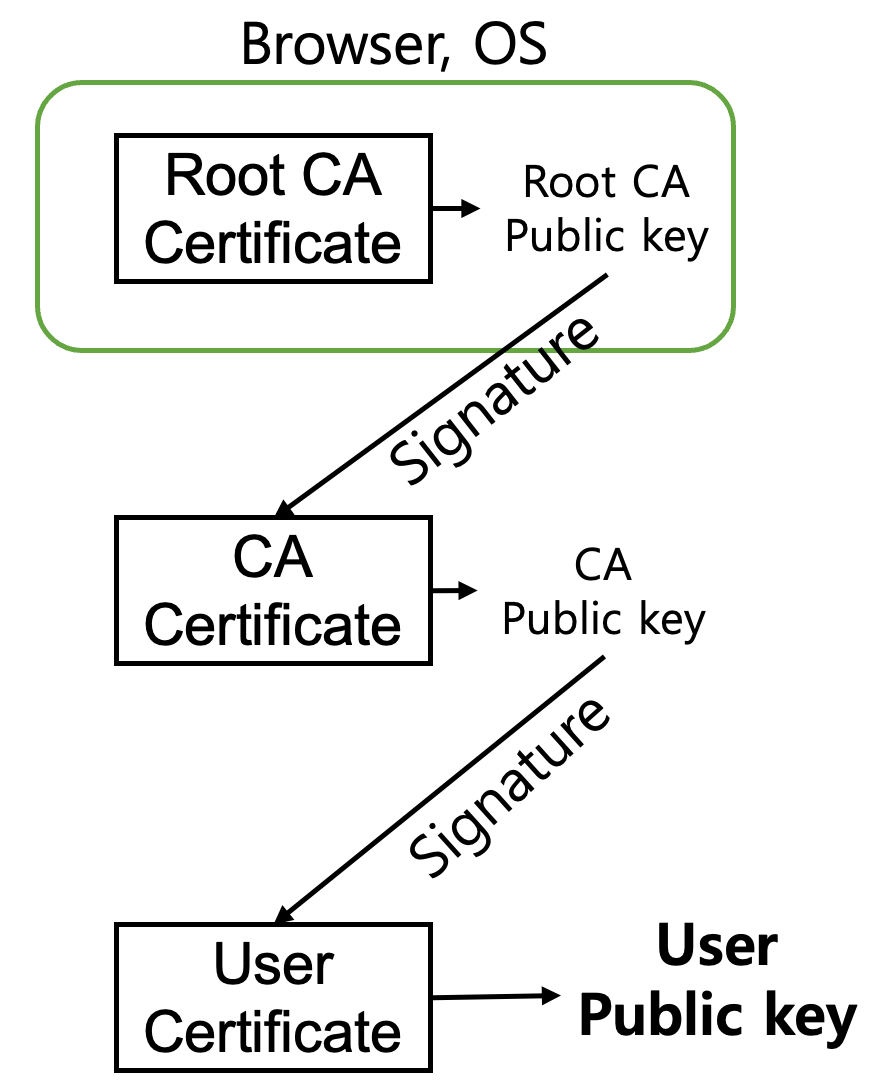 Browser, OS
Root CA
Certificate
Root CA
Public key
Signature
CA
Certificate
CA
Public key
Signature
User
Certificate
User
Public key